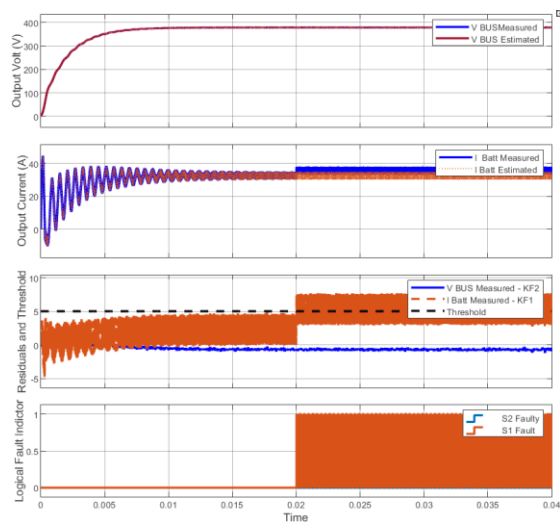 Output Volt (V)
400
300
200
100
0
V BUSMeasured
V BUS Estimated
Output Current (A)
40
20
0
I Batt Measured
I Batt Estimated
Residuals and Threshold
10
5
0
-5
V BUS Measured - KF2
I Batt Measured - KF1
Threshold
Logical Fault Indictor
1
0.5
0
S2 Faulty
S1 Fault
0
0.005
0.01
0.015
0.02
0.025
0.03
0.035
0.04
Time